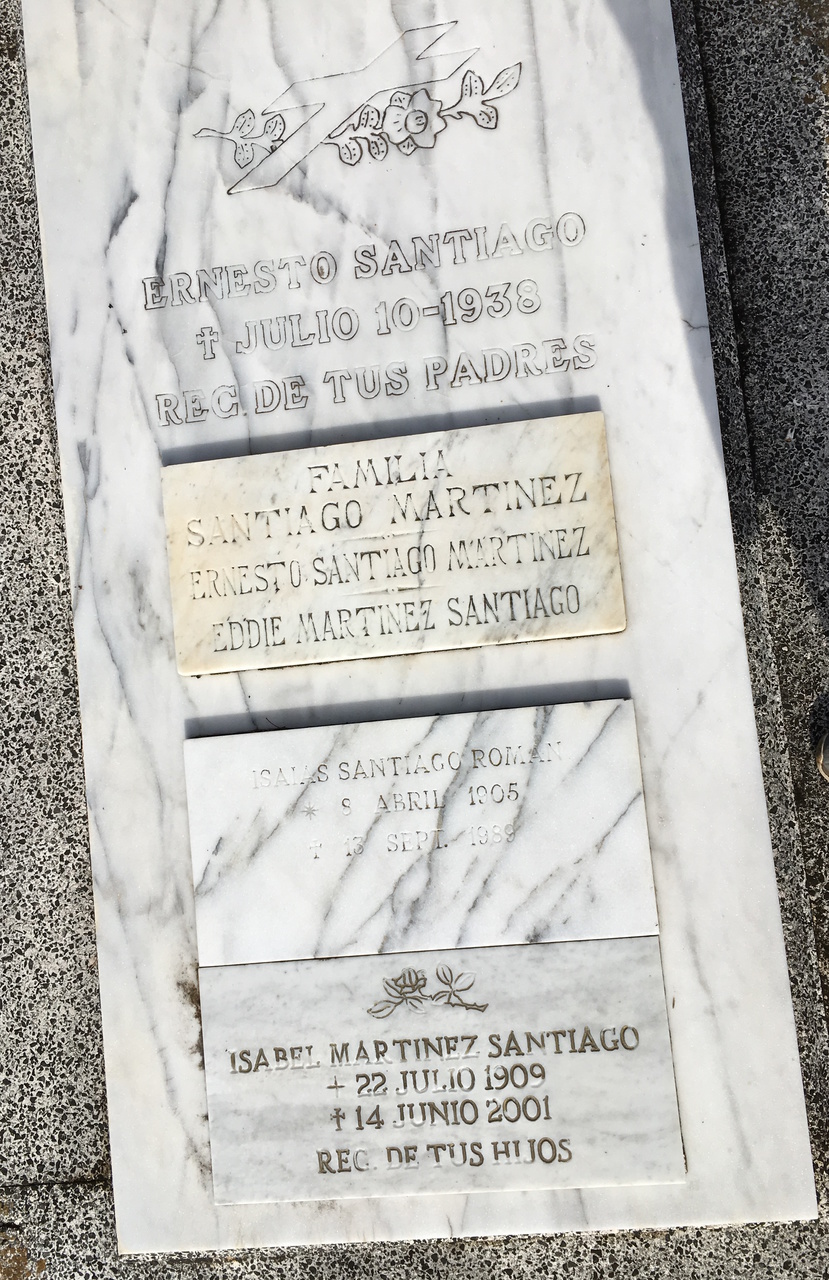 ERNESTO SANTIAGO
✝ JULIO 10-1938
REC. DE TUS PADRES
FAMILIA
SANTIAGO MARTINEZ
ERNESTO SANTIAGO MARTINEZ
EDDIE MARTINEZ SANTIAGO
ISAIAS SANTIAGO ROMAN
✴ 8 ABRIL 1905
✝ 13 SEPT. 1989
ISABEL MARTINEZ SANTIAGO
+ 22 JULIO 1909
✝ 14 JUNIO 2001
REC. DE TUS HIJOS